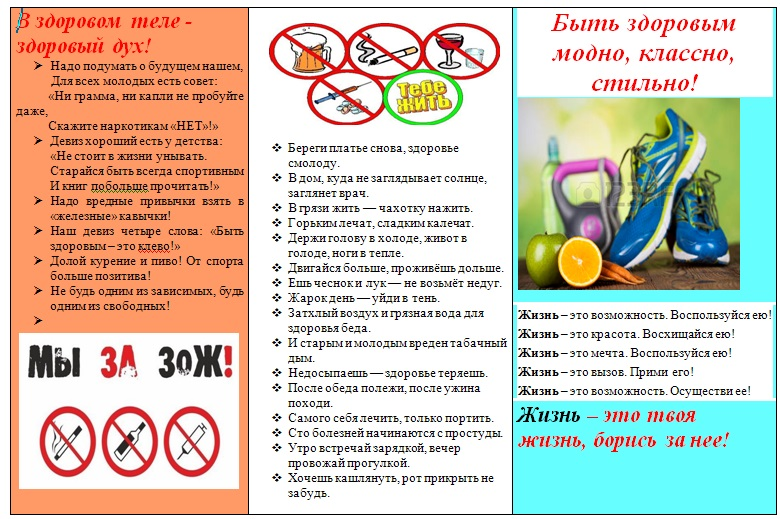 В здоровом теле -
здоровый дух!
Надо подумать о будущем нашем,
Для всех молодых есть совет:
«Ни грамма, ни капли не пробуйте
даже,
Скажите наркотикам «НЕТ»!»
Девиз хороший есть у детства:
«Не стоит в жизни унывать.
Старайся быть всегда спортивным
И книг побольше прочитать!»
Надо вредные привычки взять в
«железные» кавычки!
Наш девиз четыре слова: «Быть
здоровым – это клево!»
Долой курение и пиво! От спорта
больше позитива!
Не будь одним из зависимых, будь
одним из свободных!
МЫ ЗА ЗОЖ!
Тебе
жить
Береги платье снова, здоровье
смолоду.
В дом, куда не заглядывает солнце,
заглянет врач.
В грязи жить — чахотку нажить.
Горьким лечат, сладким калечат.
Держи голову в холоде, живот в
голоде, ноги в тепле.
Двигайся больше, проживёшь дольше.
Ешь чеснок и лук — не возьмёт недуг.
Жарок день — уйди в тень.
Затхлый воздух и грязная вода для
здоровья беда.
И старым и молодым вреден табачный
дым.
Недосыпаешь — здоровье теряешь.
После обеда полежи, после ужина
походи.
Самого себя лечить, только портить.
Сто болезней начинаются с простуды.
Утро встречай зарядкой, вечер
провожай прогулкой.
Хочешь кашлянуть, рот прикрыть не
забудь.
Быть здоровым
модно, классно,
стильно!
Жизнь – это возможность. Воспользуйся ею!
Жизнь – это красота. Восхищайся ею!
Жизнь – это мечта. Воспользуйся ею!
Жизнь – это вызов. Прими его!
Жизнь – это возможность. Осуществи ее!
Жизнь – это твоя
жизнь, борись за нее!